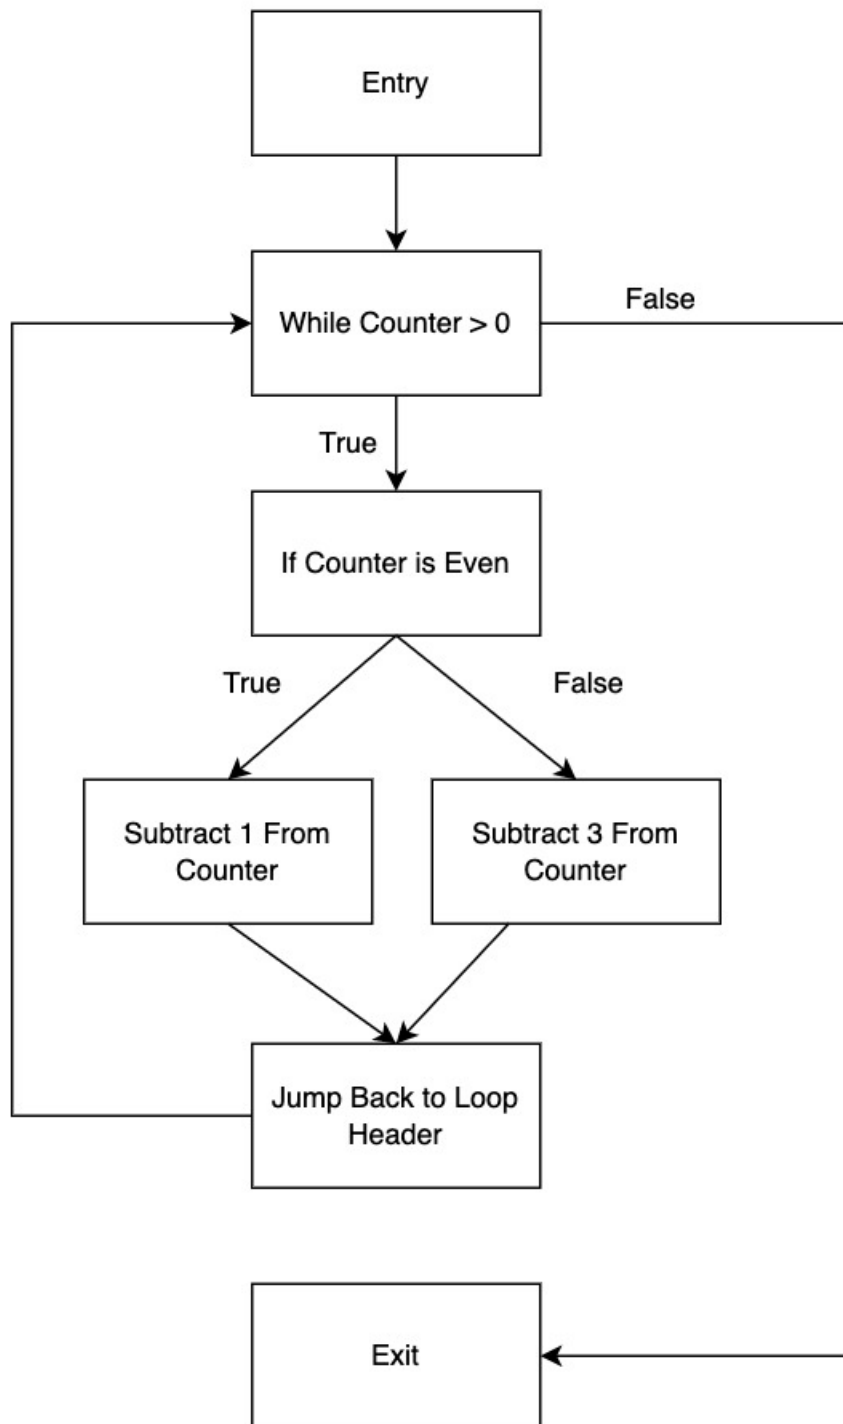 Entry
While Counter > 0
False
True
If Counter is Even
True
False
Subtract 1 From
Counter
Subtract 3 From
Counter
Jump Back to Loop
Header
Exit